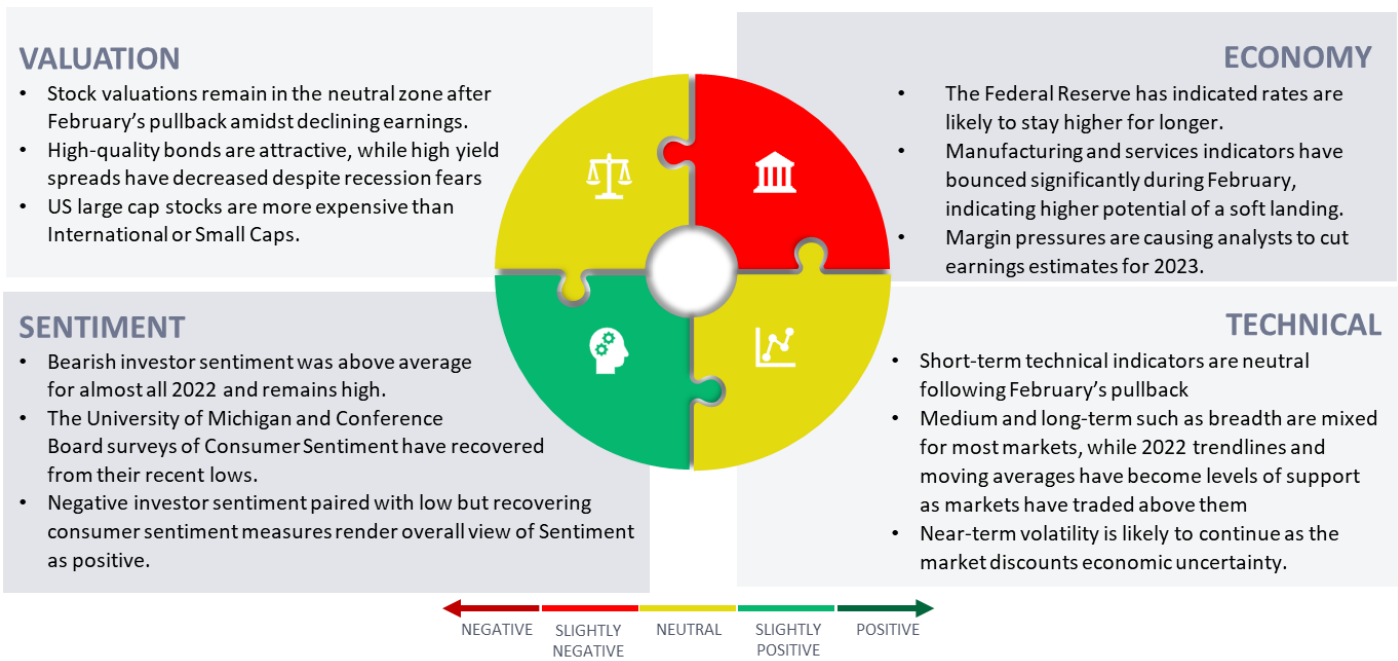 VALUATION
• Stock valuations remain in the neutral zone after
February's pullback amidst declining earnings.
• High-quality bonds are attractive, while high yield
spreads have decreased despite recession fears
• US large cap stocks are more expensive than
International or Small Caps.
ECONOMY
• The Federal Reserve has indicated rates are
likely to stay higher for longer.
• Manufacturing and services indicators have
bounced significantly during February,
indicating higher potential of a soft landing.
• Margin pressures are causing analysts to cut
earnings estimates for 2023.
SENTIMENT
• Bearish investor sentiment was above average
for almost all 2022 and remains high.
• The University of Michigan and Conference
Board surveys of Consumer Sentiment have recovered
from their recent lows.
• Negative investor sentiment paired with low but recovering
consumer sentiment measures render overall view of Sentiment
as positive.
TECHNICAL
• Short-term technical indicators are neutral
following February's pullback
• Medium and long-term such as breadth are mixed
for most markets, while 2022 trendlines and
moving averages have become levels of support
as markets have traded above them
• Near-term volatility is likely to continue as the
market discounts economic uncertainty.
NEGATIVE
SLIGHTLY
NEGATIVE
NEUTRAL
SLIGHTLY
POSITIVE
POSITIVE